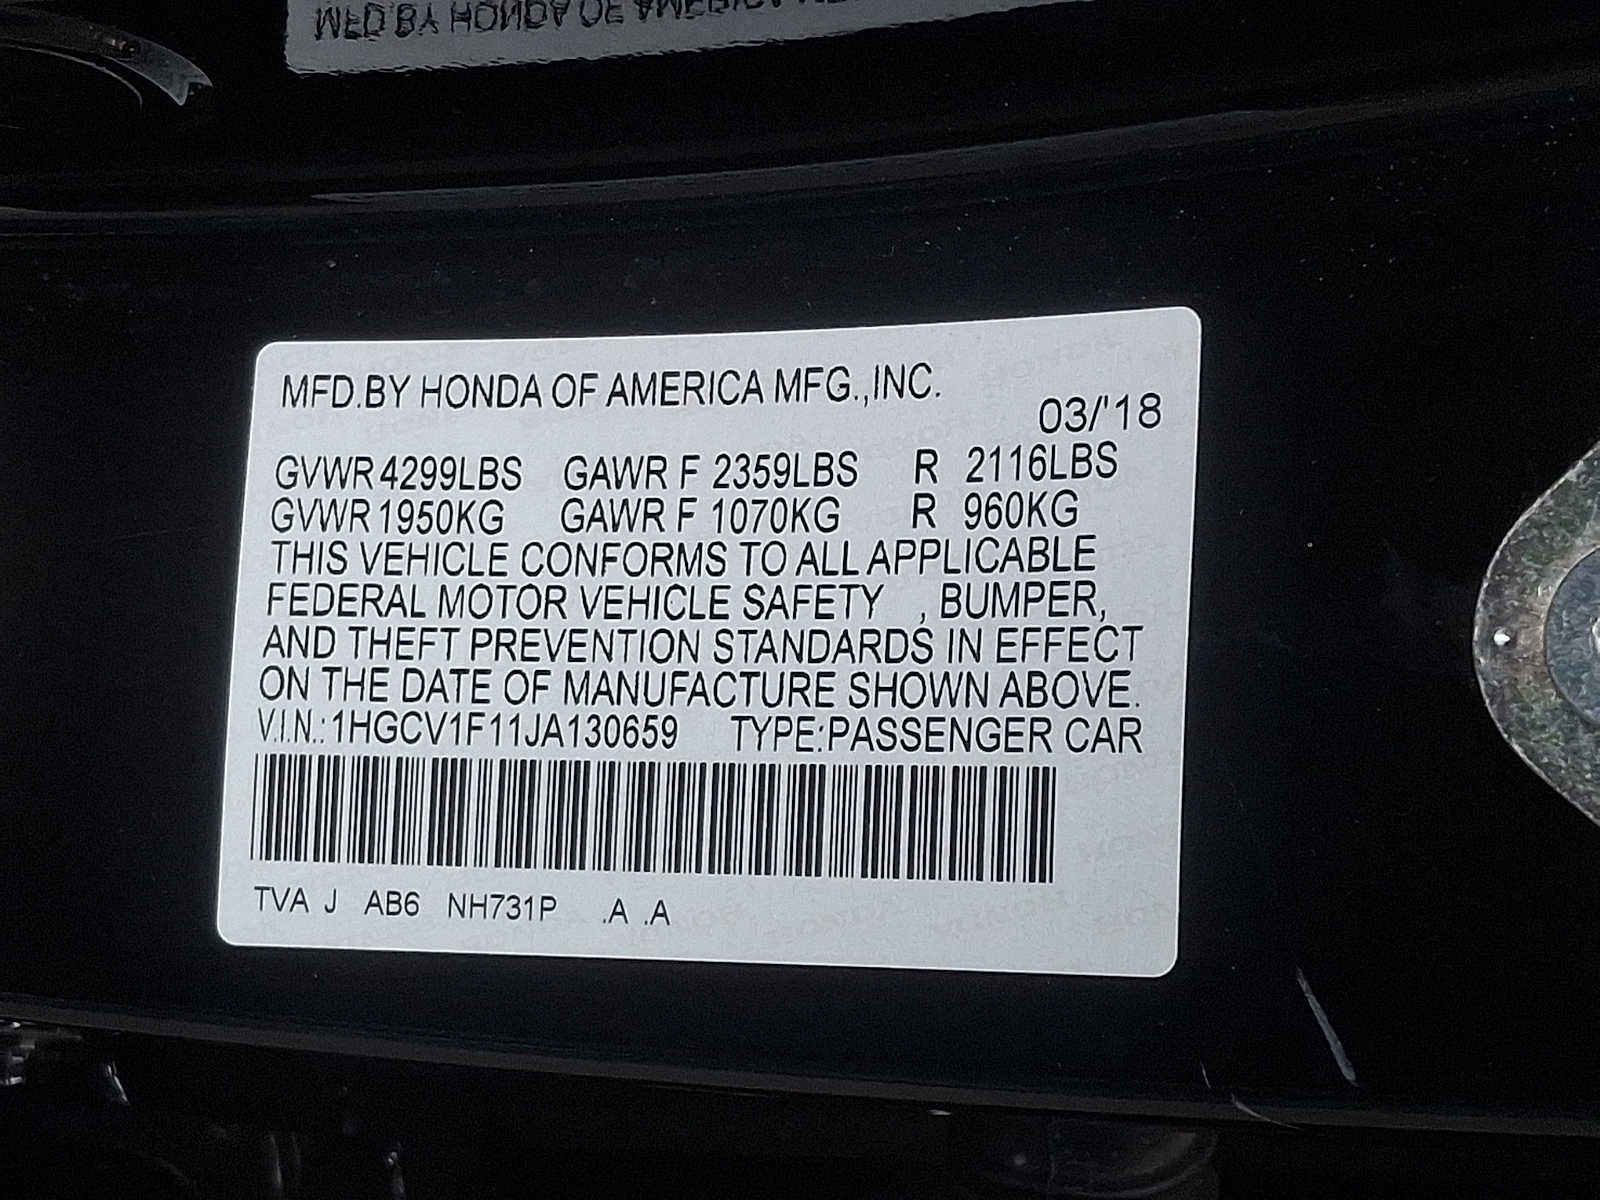 MFD.BY HONDA OF AMERICA MFG.,INC.
03/'18
GVWR 4299LBS GAWR F 2359LBS R 2116LBS
GVWR 1950KG GAWR F 1070KG R 960KG
THIS VEHICLE CONFORMS TO ALL APPLICABLE
FEDERAL MOTOR VEHICLE SAFETY , BUMPER,
AND THEFT PREVENTION STANDARDS IN EFFECT
ON THE DATE OF MANUFACTURE SHOWN ABOVE.
V.I.N.: 1HGCV1F11JA130659 TYPE:PASSENGER CAR
TVA J AB6 NH731P .A .A